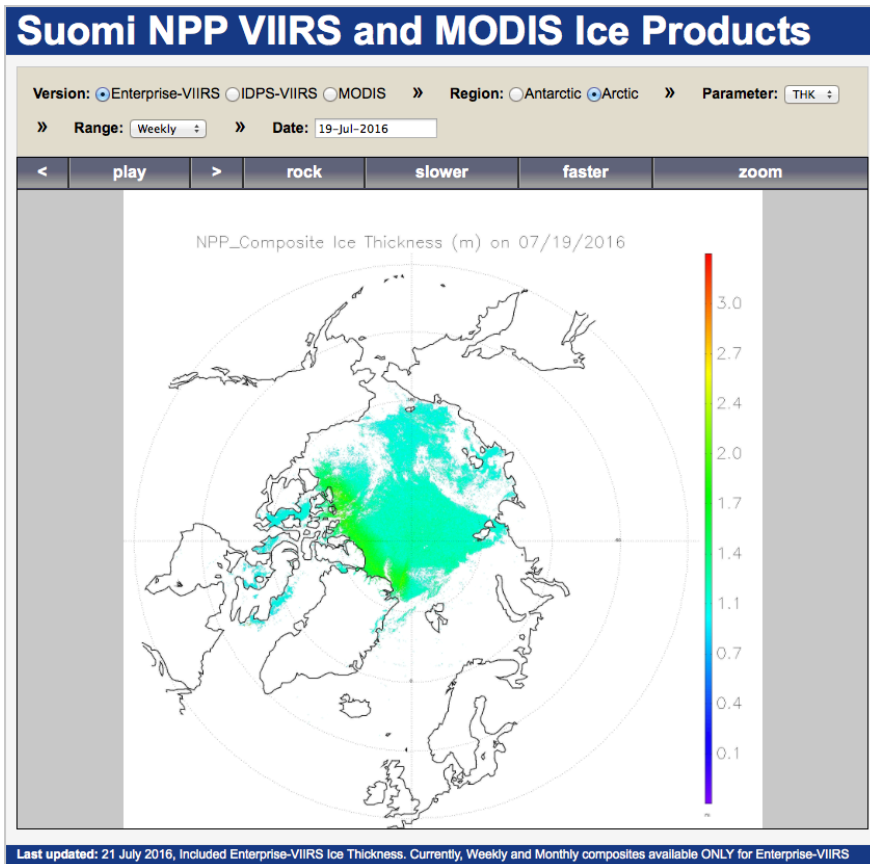 Suomi NPP VIIRS and MODIS Ice Products
Version: Enterprise-VIIRS IDPS-VIIRS MODIS » Region: Antarctic Arctic » Parameter: THK
» Range: Weekly » Date: 19-Jul-2016
< play > rock slower faster zoom
NPP_Composite Ice Thickness (m) on 07/19/2016
3.0
2.7
2.4
2.0
1.7
1.4
1.1
0.7
0.4
0.1
Last updated: 21 July 2016, Included Enterprise-VIIRS Ice Thickness. Currently, Weekly and Monthly composites available ONLY for Enterprise-VIIRS